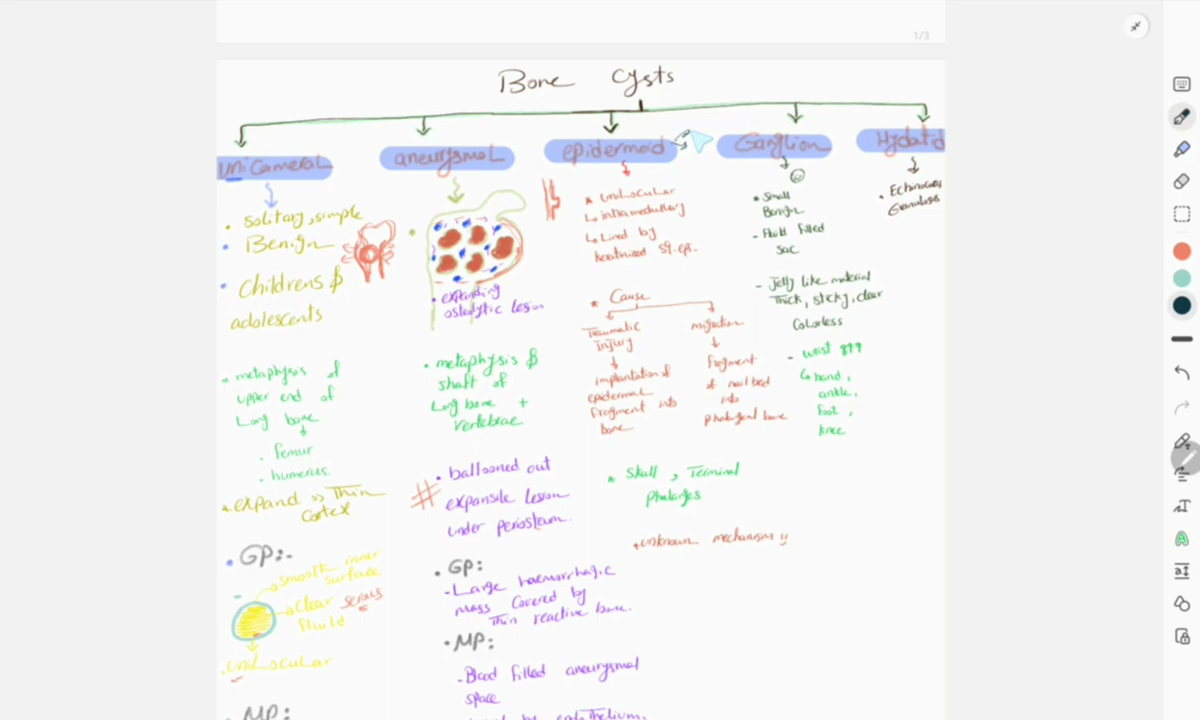 1/3
Bone Cysts
unicameral
• Solitary, simple
• Benign
• Childrens &
adolescents
metaphysis of
upper end of
Long bone
. femur
. humerus.
expand >> Thin
Cortex
• GP:-
Smooth inner
surface
Clear serous
fluid
. UniLocular
MP:
aneurysmal
• expanding
osteolytic lesion
• metaphysis &
shaft of
Long bone +
vertebrae
# • ballooned out
expansile lesion
under periosteum.
• GP:
- Large haemorrhagic
mass covered by
Thin reactive bone.
• MP:
- Blood filled aneurysmal
space
by endothelium.
epidermoid
* uniLocular
↳ intramedullary
↳ Lined by
keratinized sq. ep.
* Cause
Traumatic
injury
implantation of
epidermal
fragment into
bone
migration
fragment
of nail bed
into
phalangeal bone
* Skull, Terminal
Phalanges
* unknown mechanism !!
Ganglion
* Small
Benign
- Fluid filled
sac
- Jelly like material
Thick, sticky, clear
Colorless
- wrist
↳ hand,
ankle,
foot,
knee
Hydatid
• Echinococcus
Granulosus